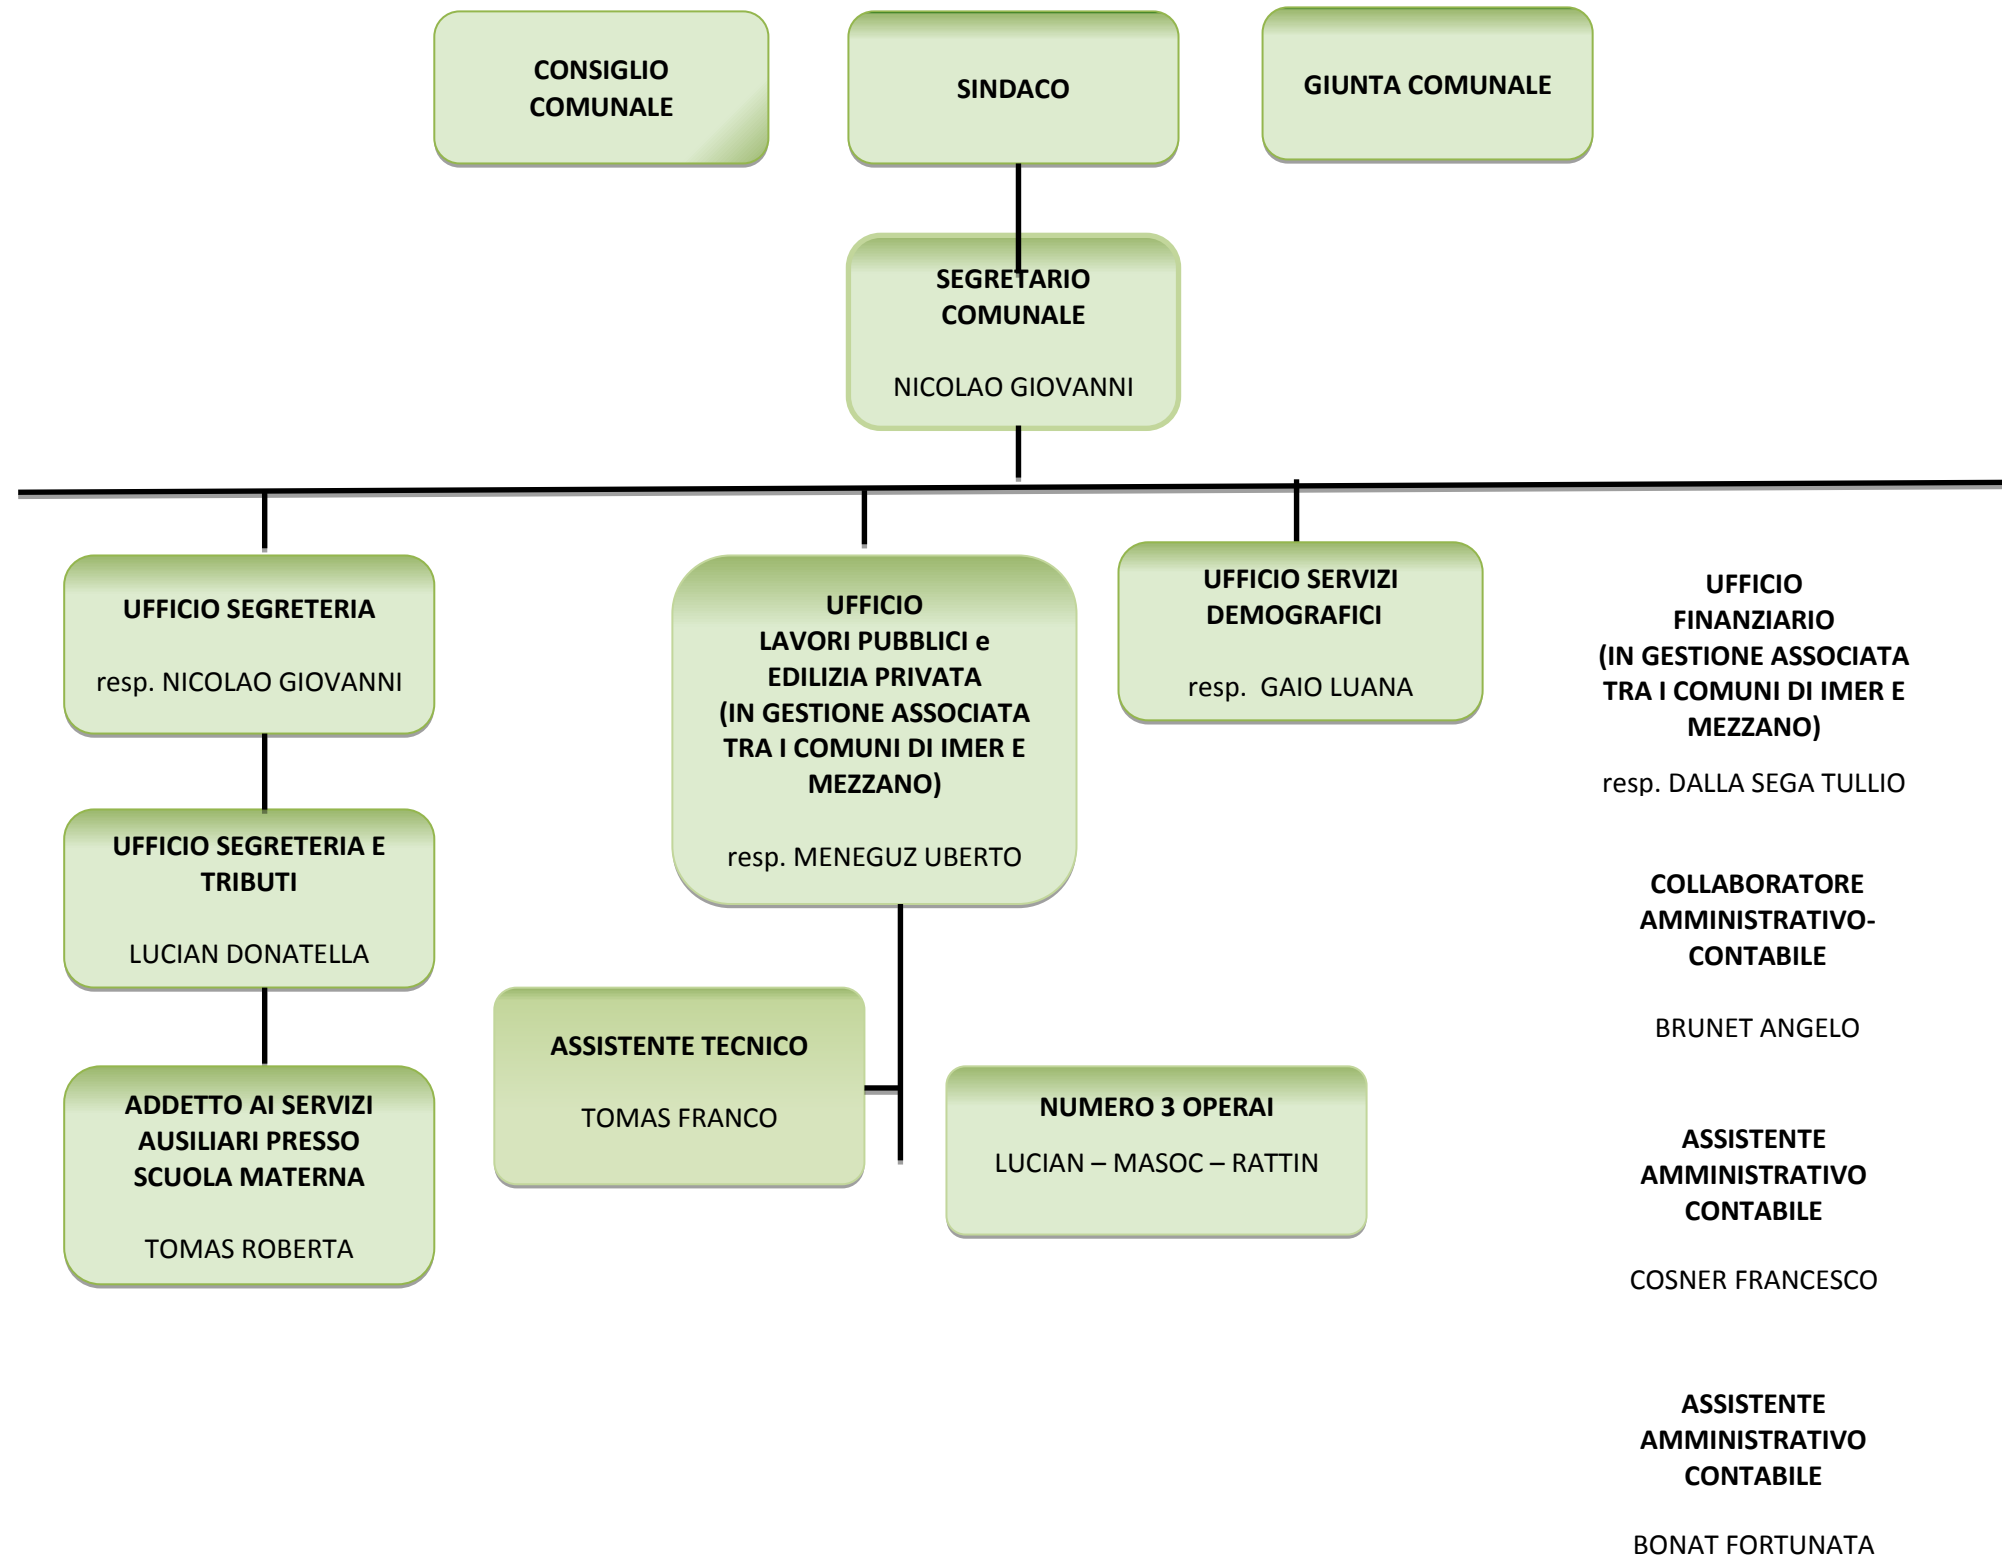 CONSIGLIO
COMUNALE
SINDACO
GIUNTA COMUNALE
SEGRETARIO
COMUNALE
NICOLAO GIOVANNI
UFFICIO SEGRETERIA
resp. NICOLAO GIOVANNI
UFFICIO SEGRETERIA E
TRIBUTI
LUCIAN DONATELLA
ADDETTO AI SERVIZI
AUSILIARI PRESSO
SCUOLA MATERNA
TOMAS ROBERTA
UFFICIO
LAVORI PUBBLICI e
EDILIZIA PRIVATA
(IN GESTIONE ASSOCIATA
TRA I COMUNI DI IMER E
MEZZANO)
resp. MENEGUZ UBERTO
ASSISTENTE TECNICO
TOMAS FRANCO
NUMERO 3 OPERAI
LUCIAN – MASOC – RATTIN
UFFICIO SERVIZI
DEMOGRAFICI
resp.  GAIO LUANA
UFFICIO
FINANZIARIO
(IN GESTIONE ASSOCIATA
TRA I COMUNI DI IMER E
MEZZANO)
resp. DALLA SEGA TULLIO
COLLABORATORE
AMMINISTRATIVO-
CONTABILE
BRUNET ANGELO
ASSISTENTE
AMMINISTRATIVO
CONTABILE
COSNER FRANCESCO
ASSISTENTE
AMMINISTRATIVO
CONTABILE
BONAT FORTUNATA